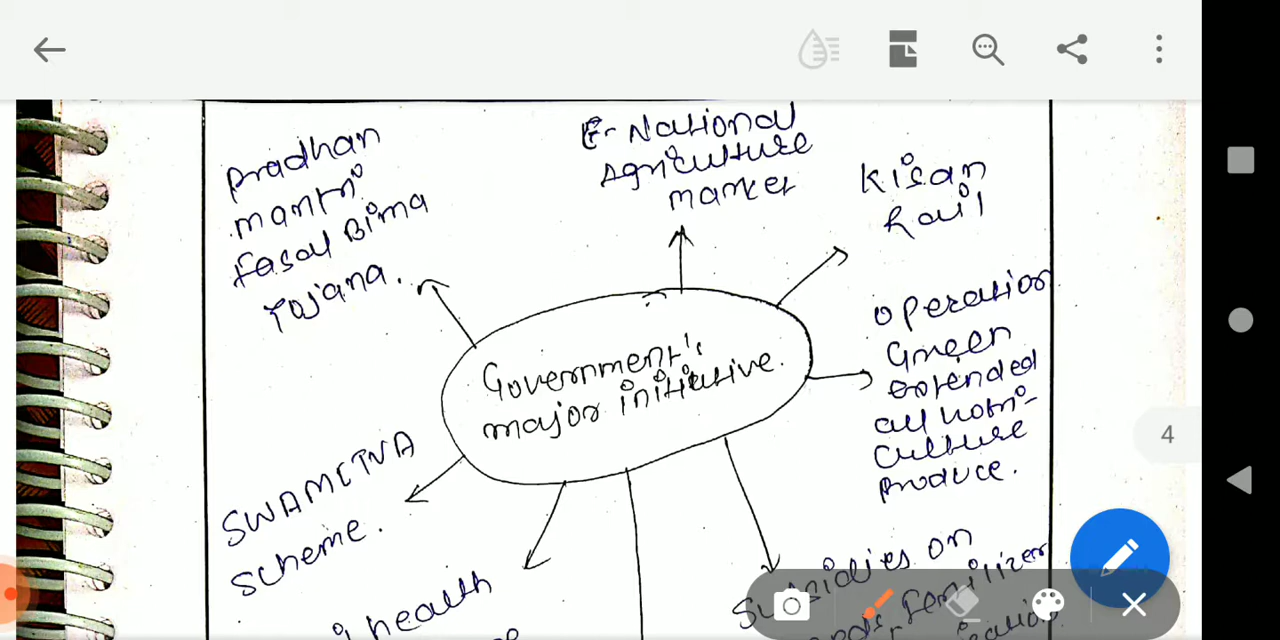 Pradhan
mantri
Fasal Bima
Yojana.
E-National
Agriculture
market
Kisan
Rail
Operation
Green
extended
all horti-
culture
produce.
Government's
major initiative.
SWAMITVA
scheme.
health
Subsidies on
fertilizer
4